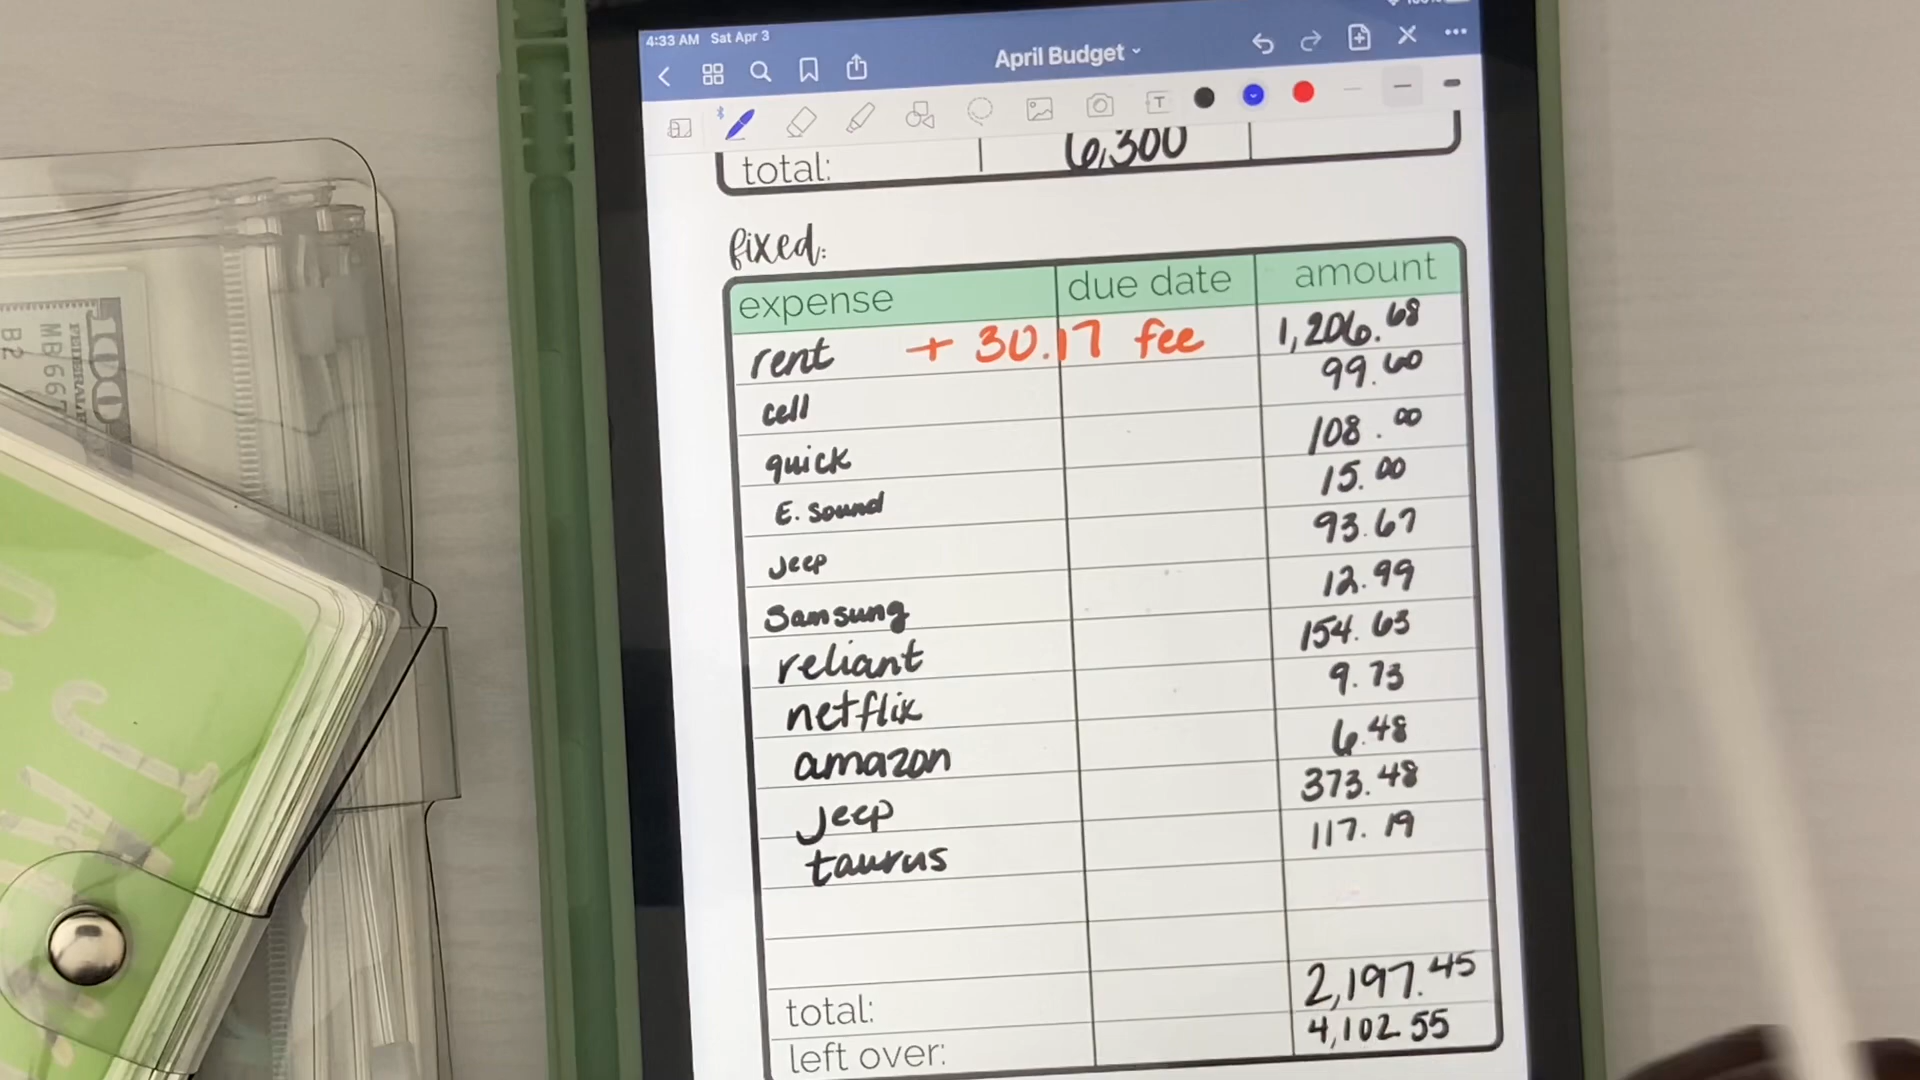 4:33 AM Sat Apr 3
April Budget
T
total: 6,300
fixed:
expense due date amount
rent + 30.17 fee 1,206.68
cell 99.60
quick 108.00
E. Sound 15.00
Jeep 93.67
Samsung 12.99
reliant 154.63
netflix 9.73
amazon 6.48
Jeep 373.48
taurus 117.19
total: 2,197.45
left over: 4,102.55
100
B2